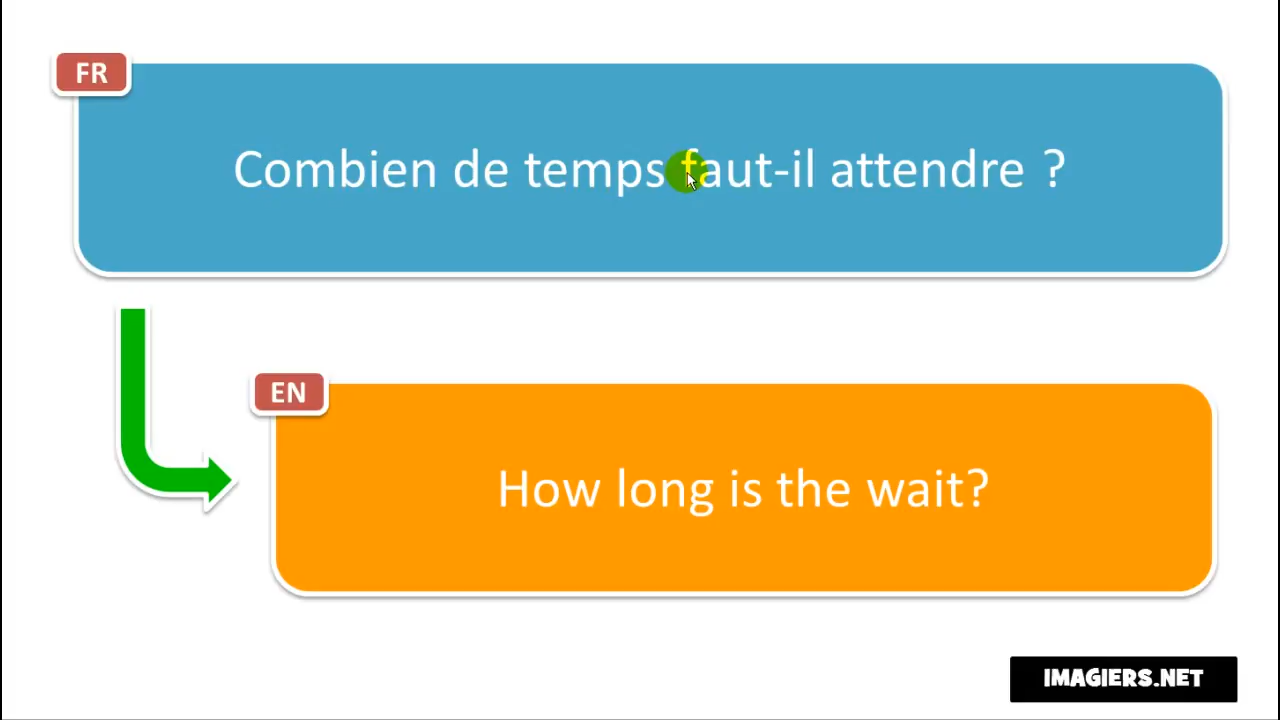 FR
Combien de temps faut-il attendre ?
EN
How long is the wait?
IMAGIERS.NET